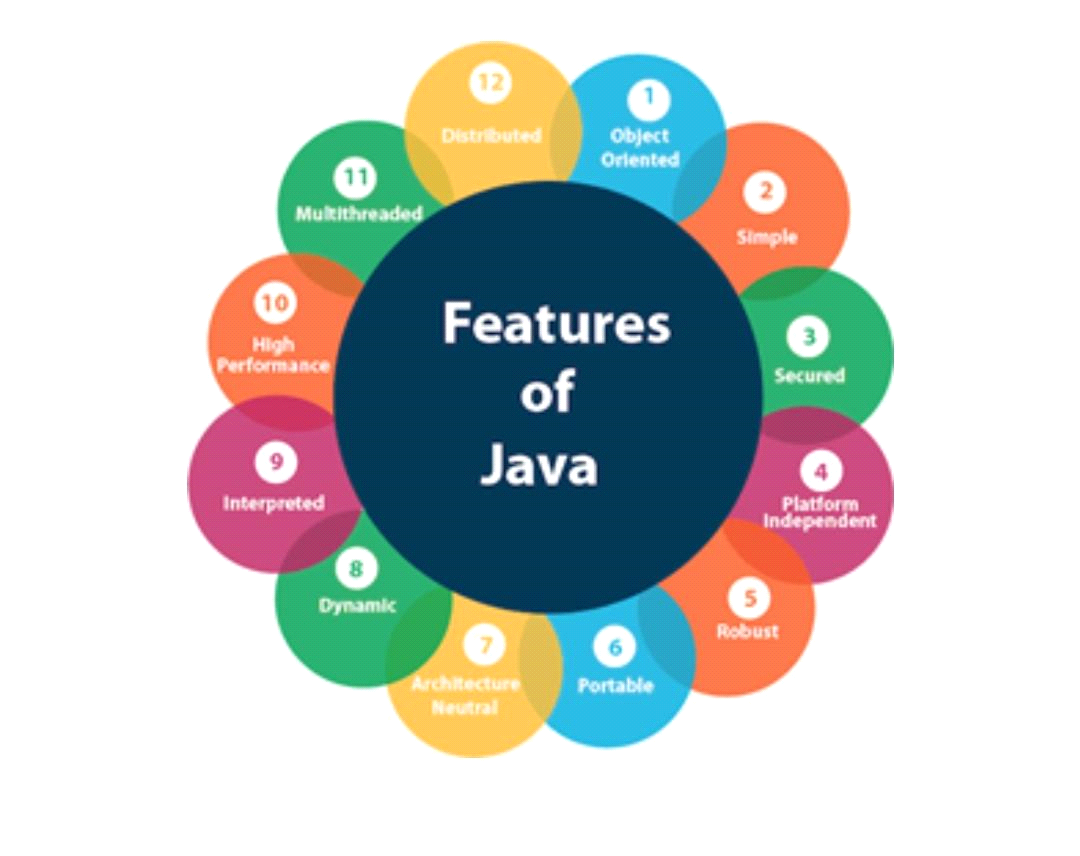 Features
of
Java
1
Object
Oriented
2
Simple
3
Secured
4
Platform
Independent
5
Robust
6
Portable
7
Architecture
Neutral
8
Dynamic
9
Interpreted
10
High
Performance
11
Multithreaded
12
Distributed